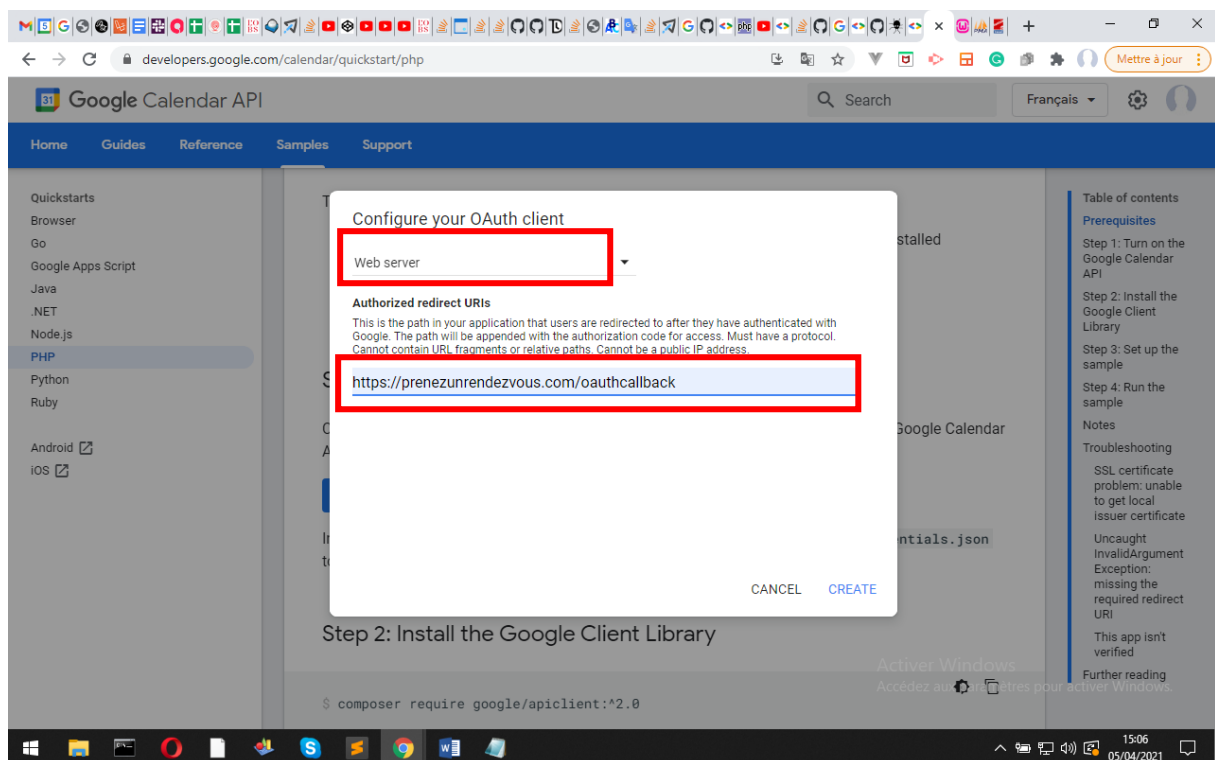 developers.google.com/calendar/quickstart/php
Mettre à jour
Google Calendar API
Search
Français
Home Guides Reference Samples Support
Quickstarts
Browser
Go
Google Apps Script
Java
.NET
Node.js
PHP
Python
Ruby
Android
iOS
Configure your OAuth client
Web server
Authorized redirect URIs
This is the path in your application that users are redirected to after they have authenticated with
Google. The path will be appended with the authorization code for access. Must have a protocol.
Cannot contain URL fragments or relative paths. Cannot be a public IP address.
https://prenezunrendezvous.com/oauthcallback
CANCEL CREATE
stalled
Google Calendar
entials.json
Step 2: Install the Google Client Library
$ composer require google/apiclient:^2.0
Table of contents
Prerequisites
Step 1: Turn on the
Google Calendar
API
Step 2: Install the
Google Client
Library
Step 3: Set up the
sample
Step 4: Run the
sample
Notes
Troubleshooting
SSL certificate
problem: unable
to get local
issuer certificate
Uncaught
InvalidArgument
Exception:
missing the
required redirect
URI
This app isn't
verified
Further reading
Activer Windows
Accédez aux paramètres pour activer Windows.
15:06
05/04/2021